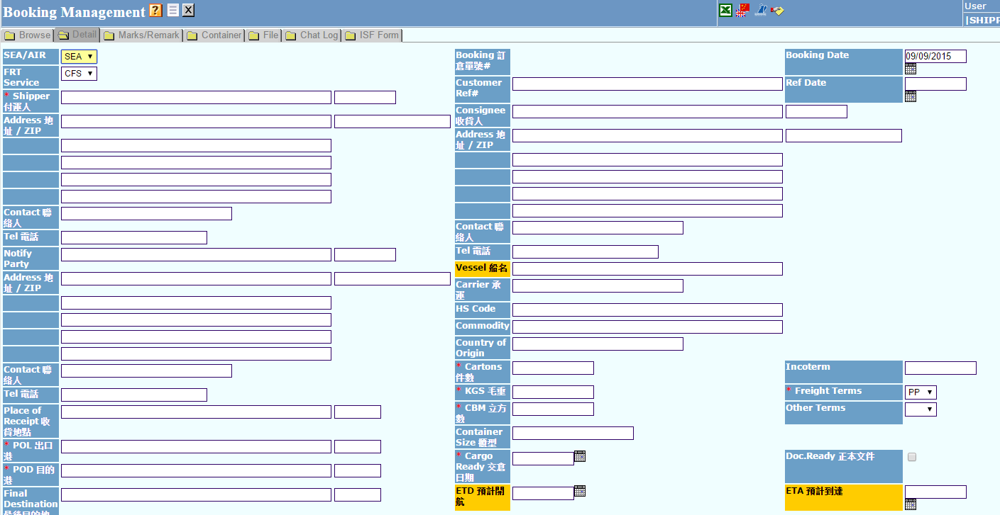 Booking Management ?
User
|SHIPP
Browse Detail Marks/Remark Container File Chat Log ISF Form
SEA/AIR SEA
FRT
Service CFS
* Shipper
付運人
Address 地
址 / ZIP
Contact 聯
絡人
Tel 電話
Notify
Party
Address 地
址 / ZIP
Contact 聯
絡人
Tel 電話
Place of
Receipt 收
貨地點
* POL 出口
港
* POD 目的
港
Final
Destination
最後目的地
Booking 訂
倉單號#
Customer
Ref#
Consignee
收貨人
Address 地
址 / ZIP
Contact 聯
絡人
Tel 電話
Vessel 船名
Carrier 承
運
HS Code
Commodity
Country of
Origin
* Cartons
件數
* KGS 毛重
* CBM 立方
數
Container
Size 櫃型
* Cargo
Ready 交倉
日期
ETD 預計開
航
Booking Date 09/09/2015
Ref Date
Incoterm
* Freight Terms PP
Other Terms
Doc.Ready 正本文件
ETA 預計到達